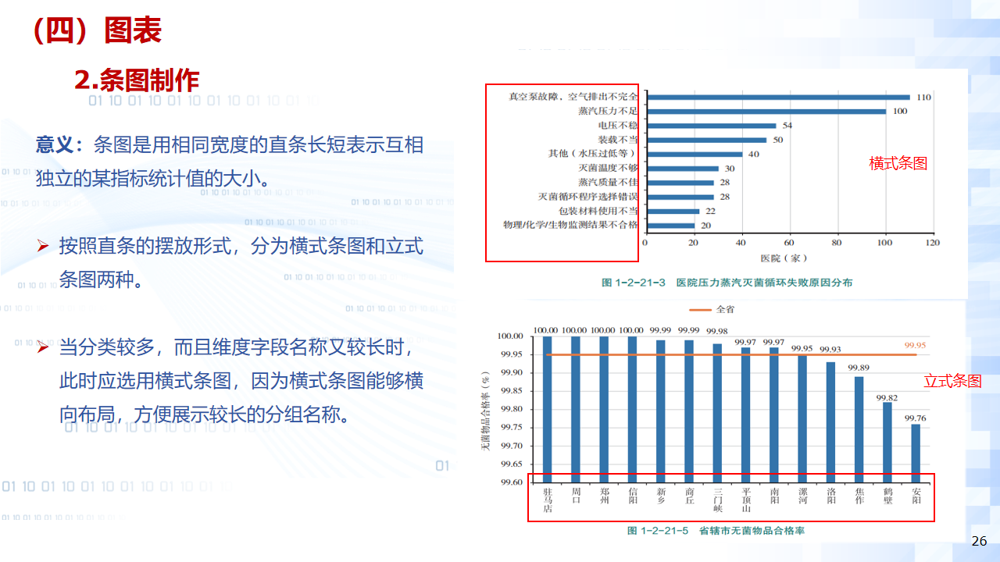 （四）图表
2.条图制作
意义：条图是用相同宽度的直条长短表示互相
独立的某指标统计值的大小。
按照直条的摆放形式，分为横式条图和立式
条图两种。
当分类较多，而且维度字段名称又较长时，
此时应选用横式条图，因为横式条图能够横
向布局，方便展示较长的分组名称。
真空泵故障，空气排出不完全 110
蒸汽压力不足 100
电压不稳 54
装载不当 50
其他（水压过低等） 40
灭菌温度不够 30
蒸汽质量不佳 28
灭菌循环程序选择错误 28
包装材料使用不当 22
物理/化学/生物监测结果不合格 20
0 20 40 60 80 100 120
医院（家）
横式条图
图 1-2-21-3 医院压力蒸汽灭菌循环失败原因分布
全省
100.00 100.00 100.00 100.00 99.99 99.99 99.98 99.97 99.97 99.95 99.93 99.89 99.82 99.76
99.95
100.00
99.95
99.90
99.85
99.80
99.75
99.70
99.65
99.60
无菌物品合格率（%）
驻马店 周口 郑州 信阳 新乡 商丘 三门峡 平顶山 南阳 漯河 洛阳 焦作 鹤壁 安阳
立式条图
图 1-2-21-5 省辖市无菌物品合格率
26